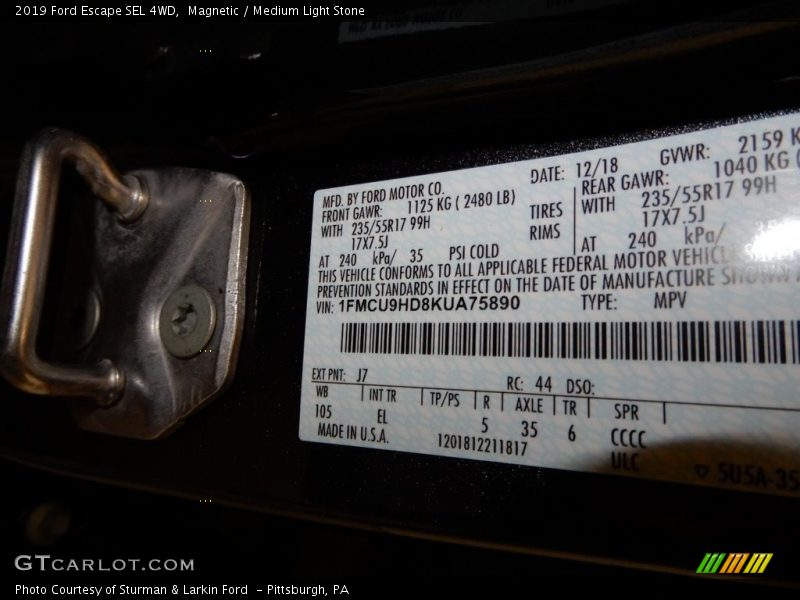 2019 Ford Escape SEL 4WD,  Magnetic / Medium Light Stone
MFD. BY FORD MOTOR CO.
DATE: 12/18
GVWR: 2159 K
FRONT GAWR: 1125 KG ( 2480 LB)
REAR GAWR: 1040 KG (
WITH 235/55R17 99H
TIRES
WITH 235/55R17 99H
17X7.5J
RIMS
17X7.5J
AT 240 kPa/ 35 PSI COLD
AT 240 kPa/
THIS VEHICLE CONFORMS TO ALL APPLICABLE FEDERAL MOTOR VEHICLE
PREVENTION STANDARDS IN EFFECT ON THE DATE OF MANUFACTURE SHOWN
VIN: 1FMCU9HD8KUA75890
TYPE: MPV
EXT PNT: J7
RC: 44 DSO:
WB INT TR TP/PS R AXLE TR SPR
105 EL 5 35 6 CCCC
MADE IN U.S.A.
1201812211817
ULC
5U5A-35
GTCARLOT.COM
Photo Courtesy of Sturman & Larkin Ford  - Pittsburgh, PA